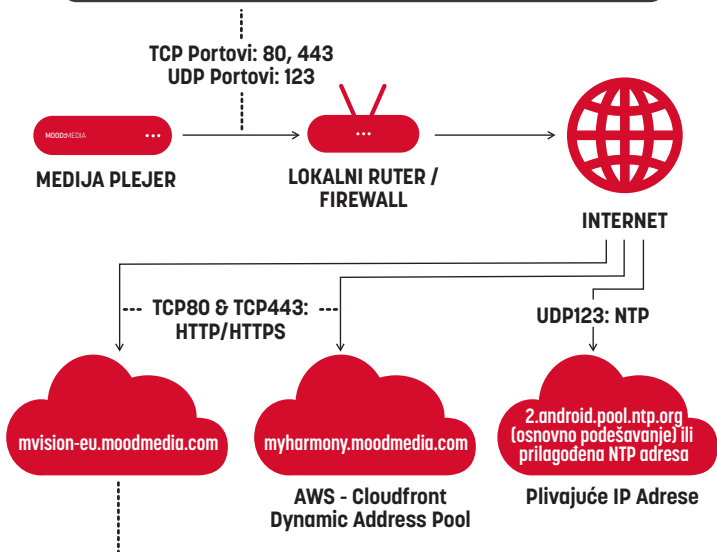 TCP Portovi: 80, 443
UDP Portovi: 123
MOOD:MEDIA
MEDIJA PLEJER
LOKALNI RUTER /
FIREWALL
INTERNET
TCP80 & TCP443:
HTTP/HTTPS
UDP123: NTP
mvision-eu.moodmedia.com
myharmony.moodmedia.com
2.android.pool.ntp.org
(osnovno podešavanje) ili
prilagođena NTP adresa
AWS - Cloudfront
Dynamic Address Pool
Plivajuće IP Adrese